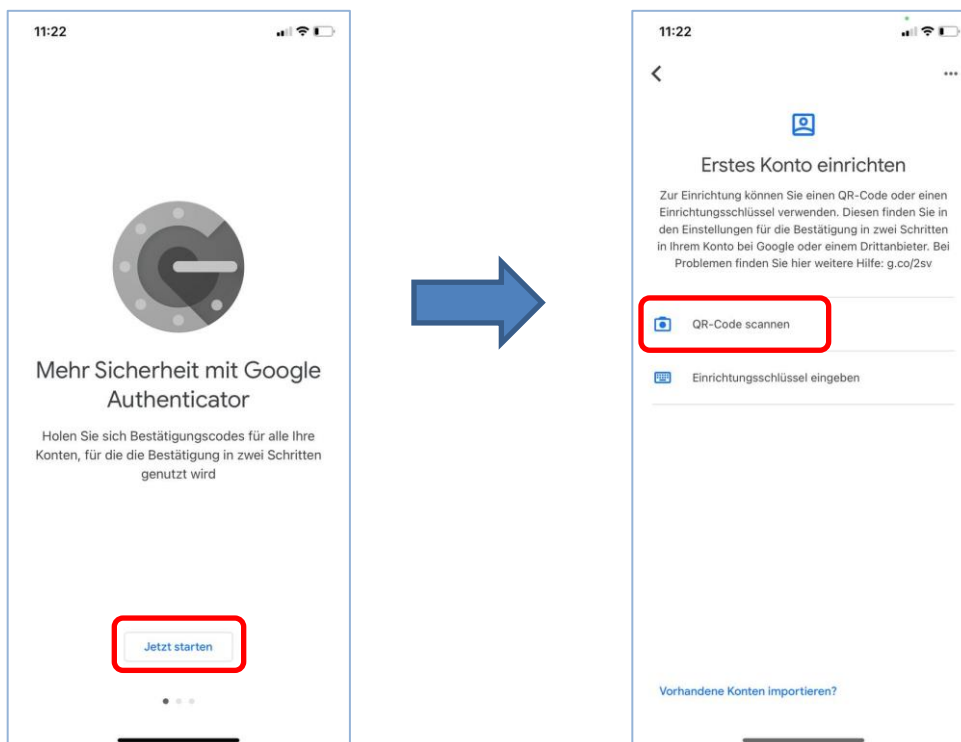 11:22
Mehr Sicherheit mit Google
Authenticator
Holen Sie sich Bestätigungscodes für alle Ihre
Konten, für die die Bestätigung in zwei Schritten
genutzt wird
Jetzt starten
11:22
Erstes Konto einrichten
Zur Einrichtung können Sie einen QR-Code oder einen
Einrichtungsschlüssel verwenden. Diesen finden Sie in
den Einstellungen für die Bestätigung in zwei Schritten
in Ihrem Konto bei Google oder einem Drittanbieter. Bei
Problemen finden Sie hier weitere Hilfe: g.co/2sv
QR-Code scannen
Einrichtungsschlüssel eingeben
Vorhandene Konten importieren?